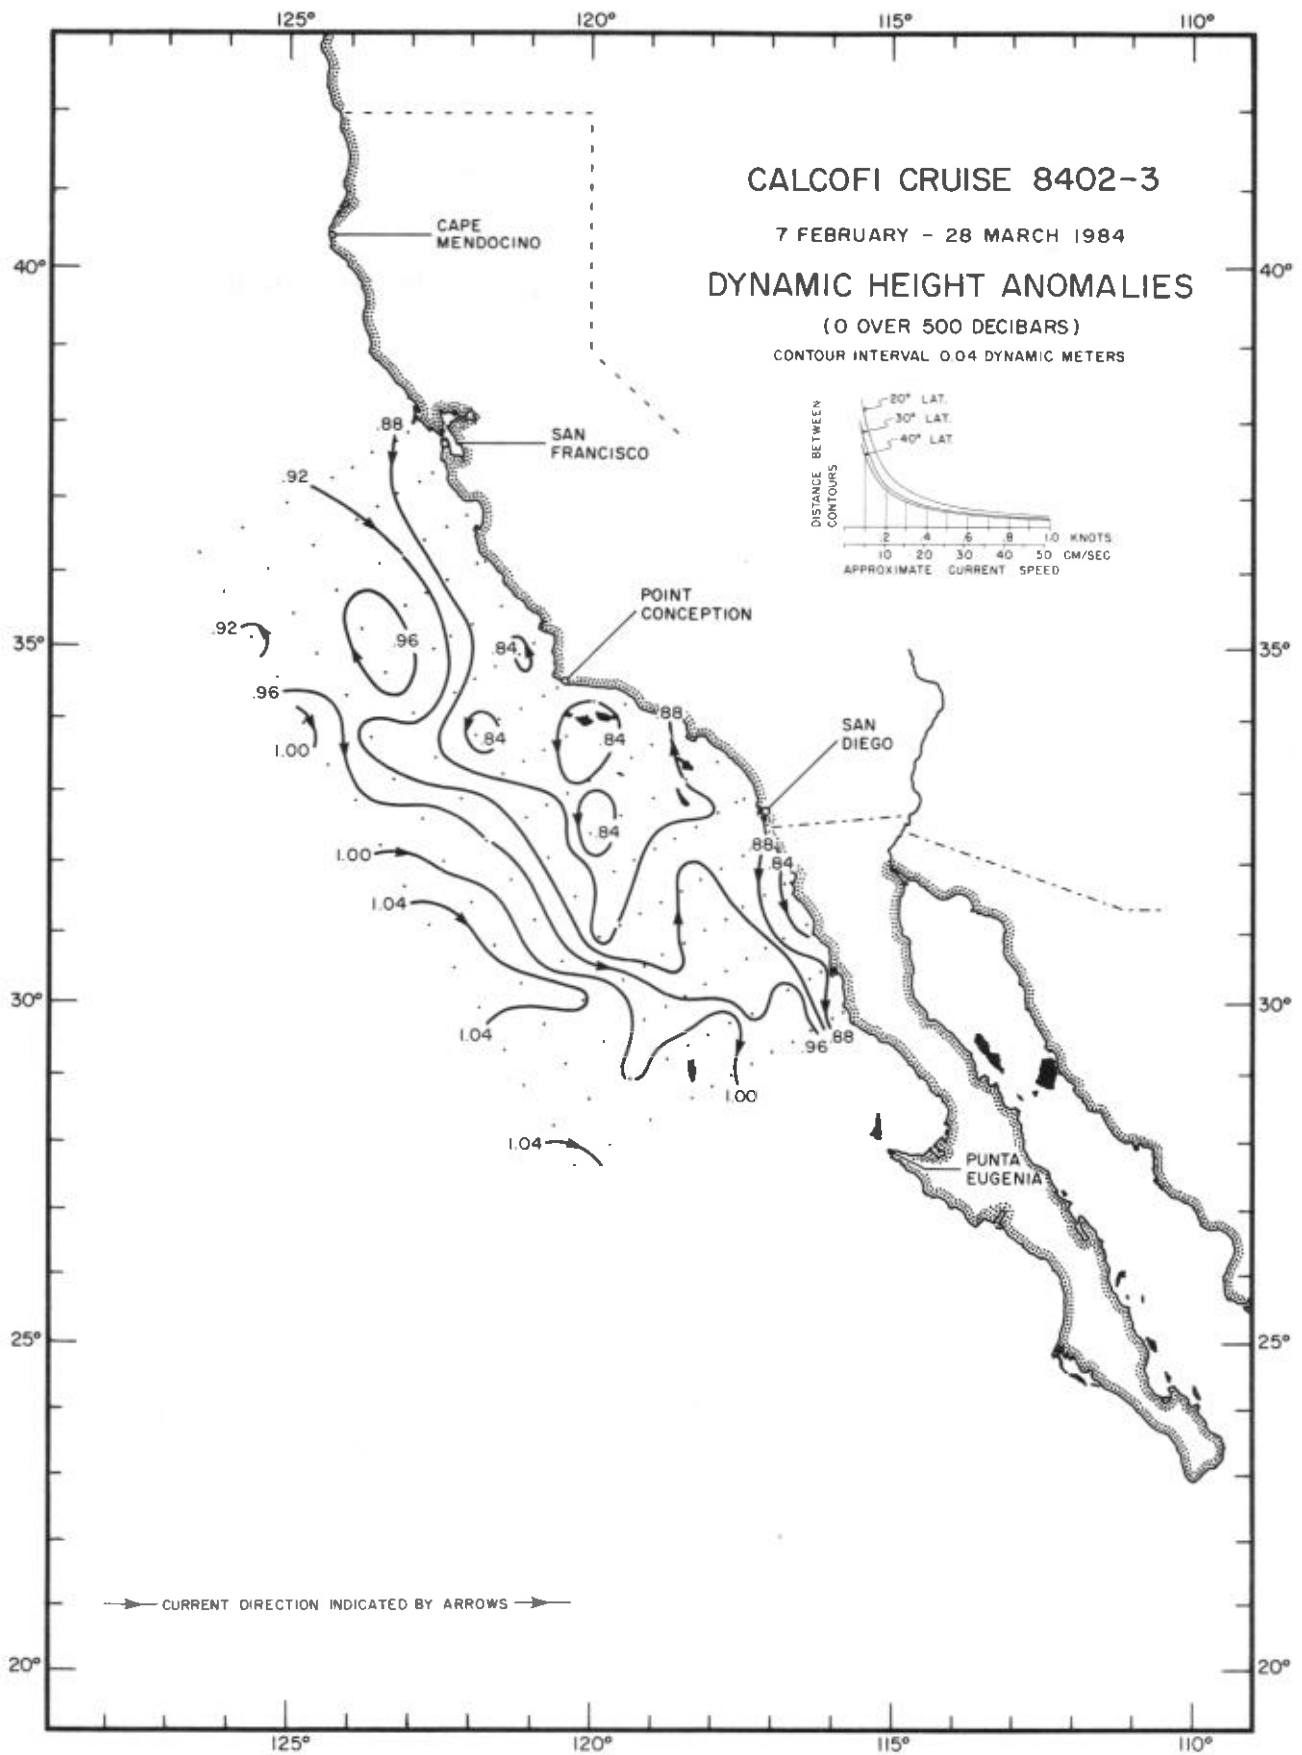 125° 120° 115° 110°
CALCOFI CRUISE 8402-3
7 FEBRUARY - 28 MARCH 1984
DYNAMIC HEIGHT ANOMALIES
(0 OVER 500 DECIBARS)
CONTOUR INTERVAL 0.04 DYNAMIC METERS
CAPE
MENDOCINO
40° 40°
20° LAT.
30° LAT.
40° LAT.
DISTANCE BETWEEN
CONTOURS
.2 .4 .6 .8 1.0 KNOTS
10 20 30 40 50 CM/SEC
APPROXIMATE CURRENT SPEED
.88
SAN
FRANCISCO
.92
POINT
CONCEPTION
.92
35° 35°
.96
.84
.96
.88
SAN
DIEGO
1.00
.84
.84
.84
.88
.84
1.00
1.04
30° 30°
1.04
.96
.88
1.00
1.04
PUNTA
EUGENIA
25° 25°
CURRENT DIRECTION INDICATED BY ARROWS
20° 20°
125° 120° 115° 110°